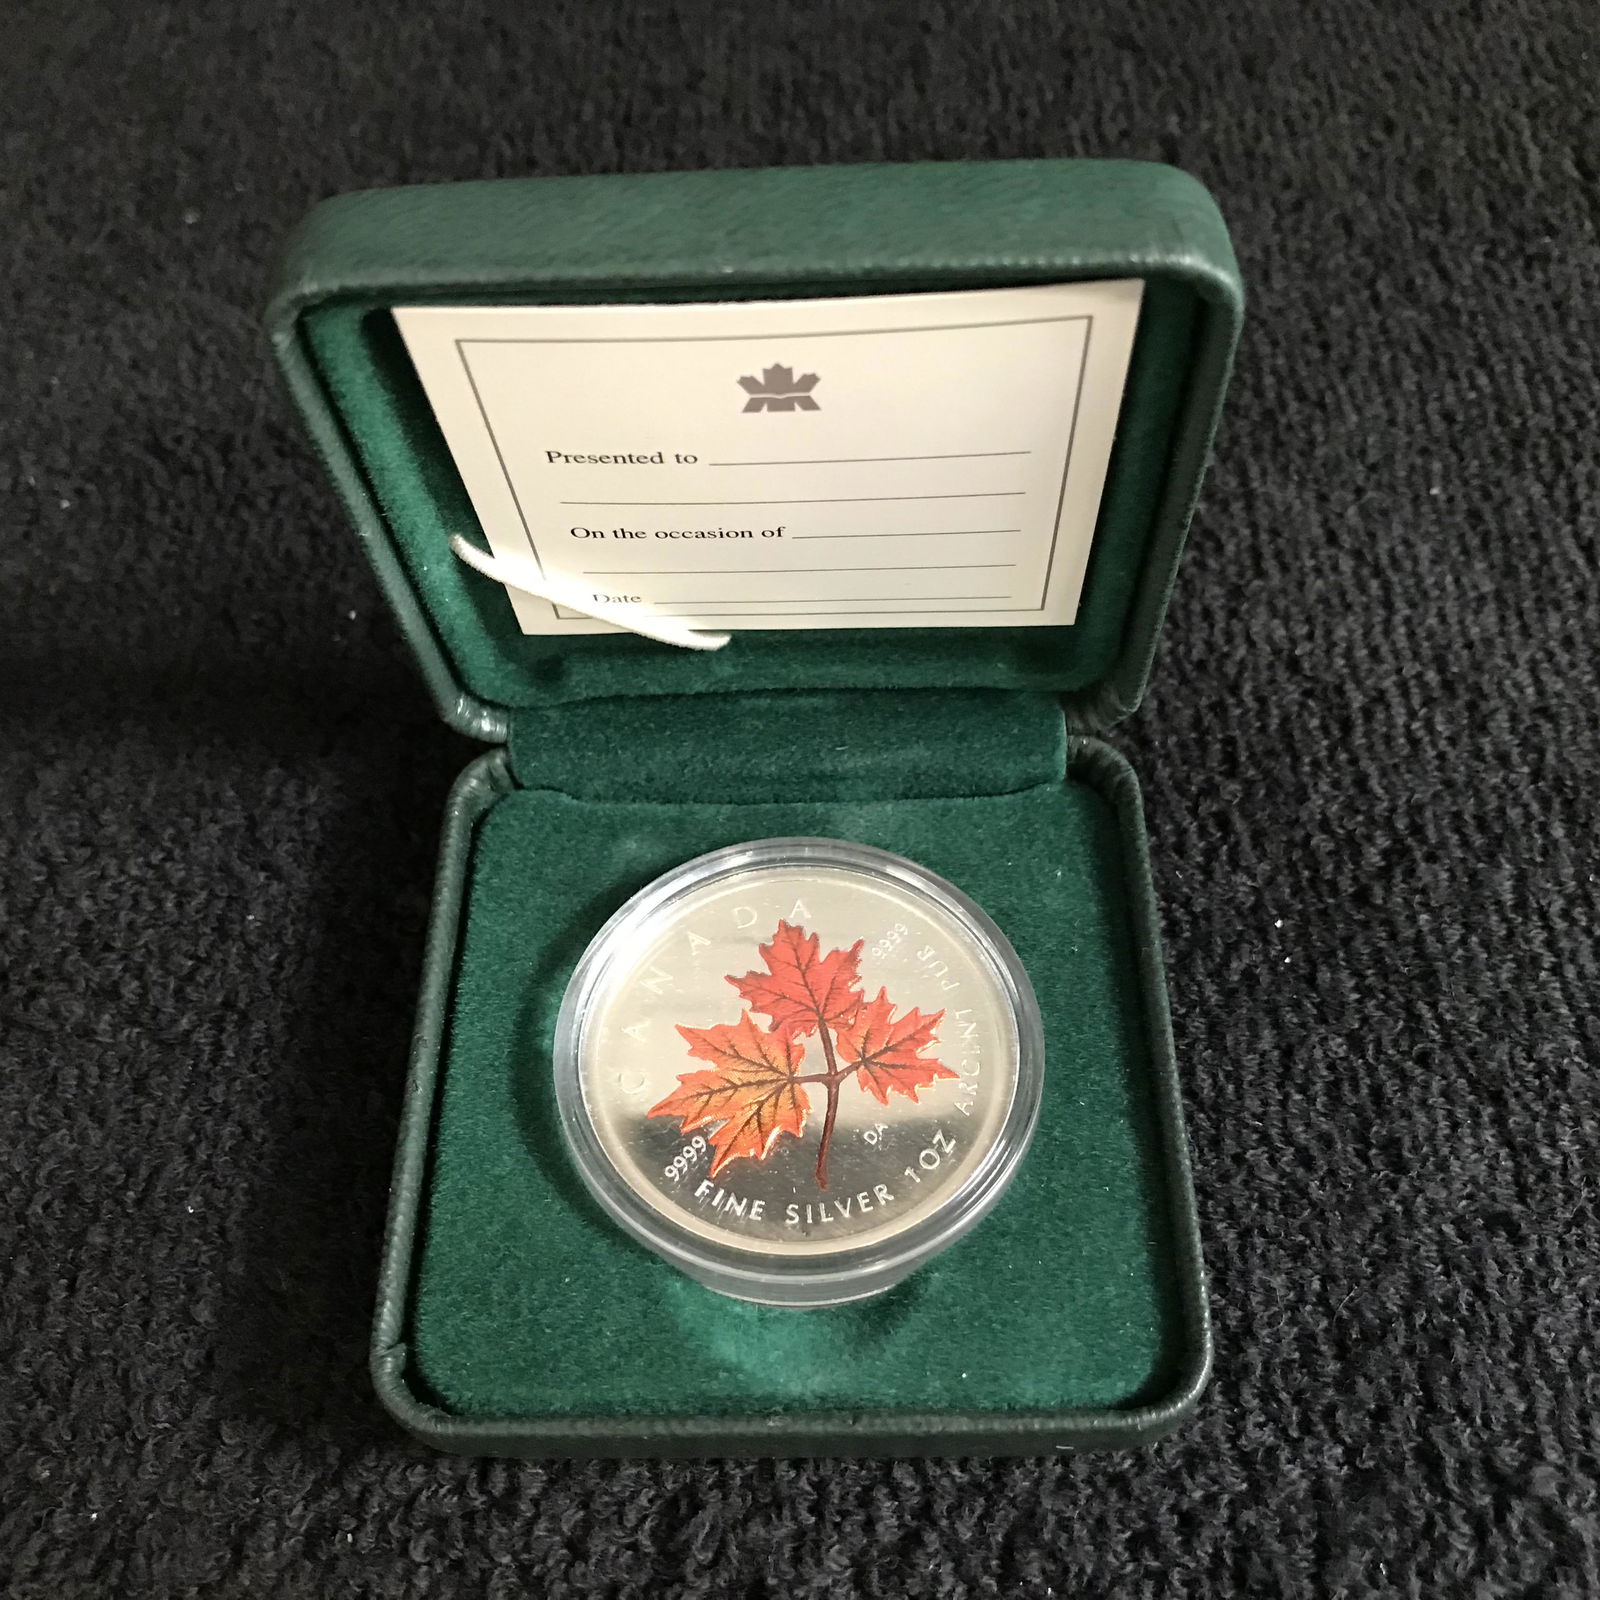 Presented to
On the occasion of
Date
CANADA
9999
9999
DA
FINE SILVER 1 OZ ARGENT PUR